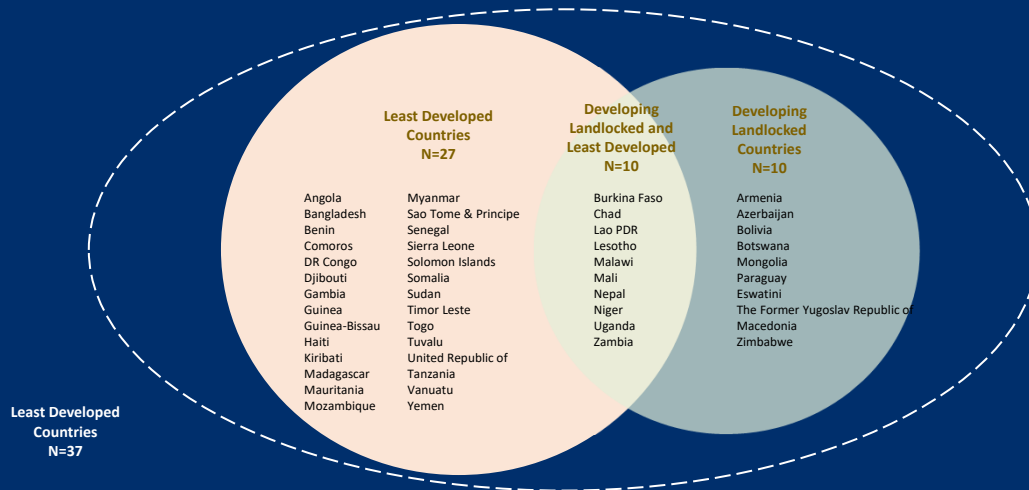 Least Developed
Countries
N=27
Angola
Bangladesh
Benin
Comoros
DR Congo
Djibouti
Gambia
Guinea
Guinea-Bissau
Haiti
Kiribati
Madagascar
Mauritania
Mozambique
Myanmar
Sao Tome & Principe
Senegal
Sierra Leone
Solomon Islands
Somalia
Sudan
Timor Leste
Togo
Tuvalu
United Republic of
Tanzania
Vanuatu
Yemen
Developing
Landlocked and
Least Developed
N=10
Burkina Faso
Chad
Lao PDR
Lesotho
Malawi
Mali
Nepal
Niger
Uganda
Zambia
Developing
Landlocked
Countries
N=10
Armenia
Azerbaijan
Bolivia
Botswana
Mongolia
Paraguay
Eswatini
The Former Yugoslav Republic of
Macedonia
Zimbabwe
Least Developed
Countries
N=37